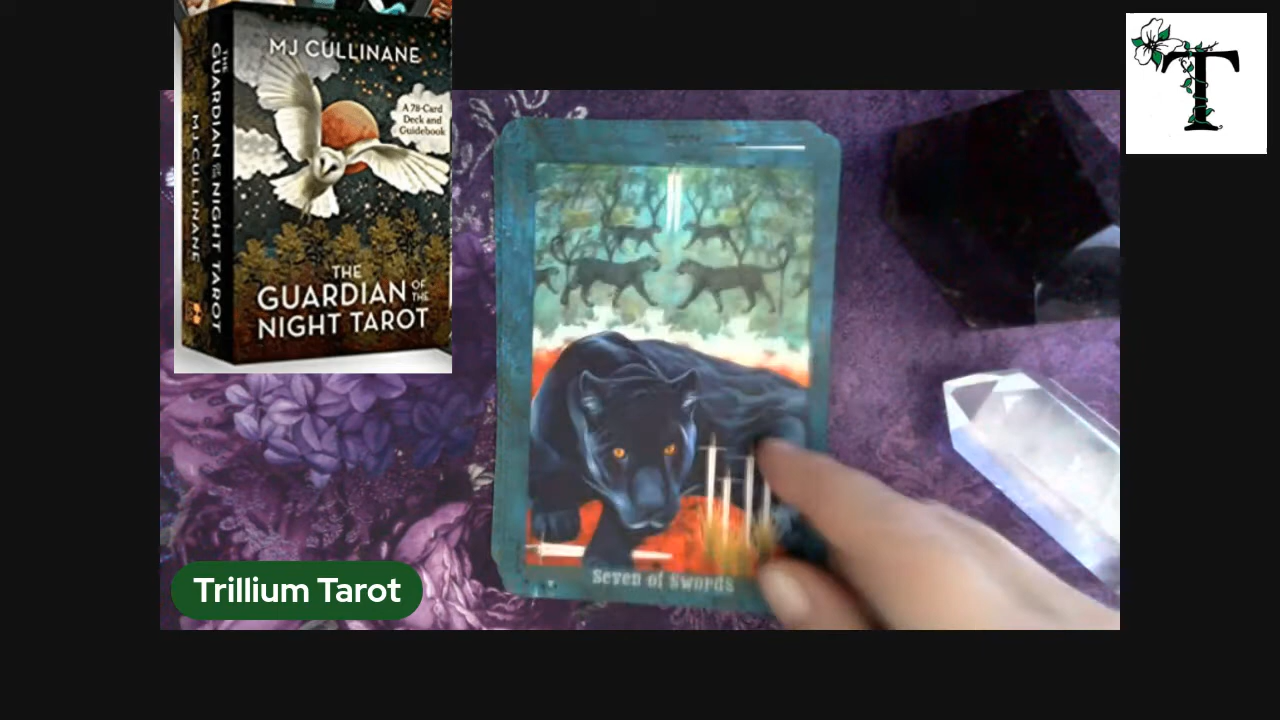 MJ CULLINANE
A 78-Card
Deck and
Guidebook
THE
GUARDIAN OF
THE
NIGHT TAROT
THE
GUARDIAN OF
THE
NIGHT TAROT
MJ CULLINANE
T
Seven of Swords
Trillium Tarot